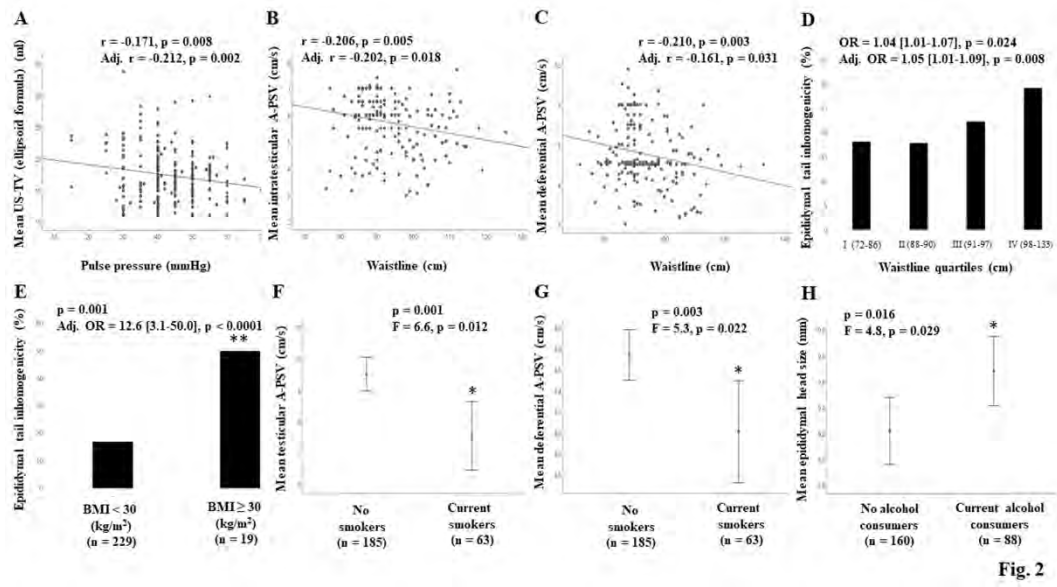 A
r = -0.171, p = 0.008
Adj. r = -0.212, p = 0.002
Mean US-TV (ellipsoid formula) (ml)
Pulse pressure (mmHg)
B
r = -0.206, p = 0.005
Adj. r = -0.202, p = 0.018
Mean intratesticular A-PSV (cm/s)
Waistline (cm)
C
r = -0.210, p = 0.003
Adj. r = -0.161, p = 0.031
Mean deferential A-PSV (cm/s)
Waistline (cm)
D
OR = 1.04 [1.01-1.07], p = 0.024
Adj. OR = 1.05 [1.01-1.09], p = 0.008
Epididymal tail inhomogenicity (%)
I (72-86) II (88-90) III (91-97) IV (98-133)
Waistline quartiles (cm)
E
p = 0.001
Adj. OR = 12.6 [3.1-50.0], p < 0.0001
**
Epididymal tail inhomogenicity (%)
BMI < 30 BMI ≥ 30
(kg/m²) (kg/m²)
(n = 229) (n = 19)
F
p = 0.001
F = 6.6, p = 0.012
*
Mean testicular A-PSV (cm/s)
No Current
smokers smokers
(n = 185) (n = 63)
G
p = 0.003
F = 5.3, p = 0.022
*
Mean deferential A-PSV (cm/s)
No Current
smokers smokers
(n = 185) (n = 63)
H
p = 0.016
F = 4.8, p = 0.029
*
Mean epididymal head size (mm)
No alcohol Current alcohol
consumers consumers
(n = 160) (n = 88)
Fig. 2